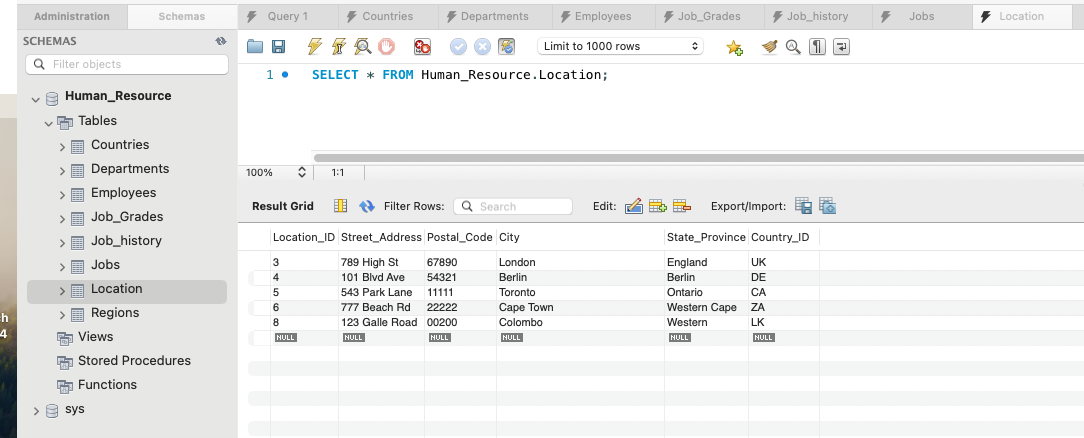 Administration Schemas Query 1 Countries Departments Employees Job_Grades Job_history Jobs Location
SCHEMAS
Filter objects
Human_Resource
Tables
Countries
Departments
Employees
Job_Grades
Job_history
Jobs
Location
Regions
Views
Stored Procedures
Functions
sys
h
4
Limit to 1000 rows
1 SELECT * FROM Human_Resource.Location;
100% 1:1
Result Grid Filter Rows: Search Edit: Export/Import:
Location_ID Street_Address Postal_Code City State_Province Country_ID
3 789 High St 67890 London England UK
4 101 Blvd Ave 54321 Berlin Berlin DE
5 543 Park Lane 11111 Toronto Ontario CA
6 777 Beach Rd 22222 Cape Town Western Cape ZA
8 123 Galle Road 00200 Colombo Western LK
NULL NULL NULL NULL NULL NULL